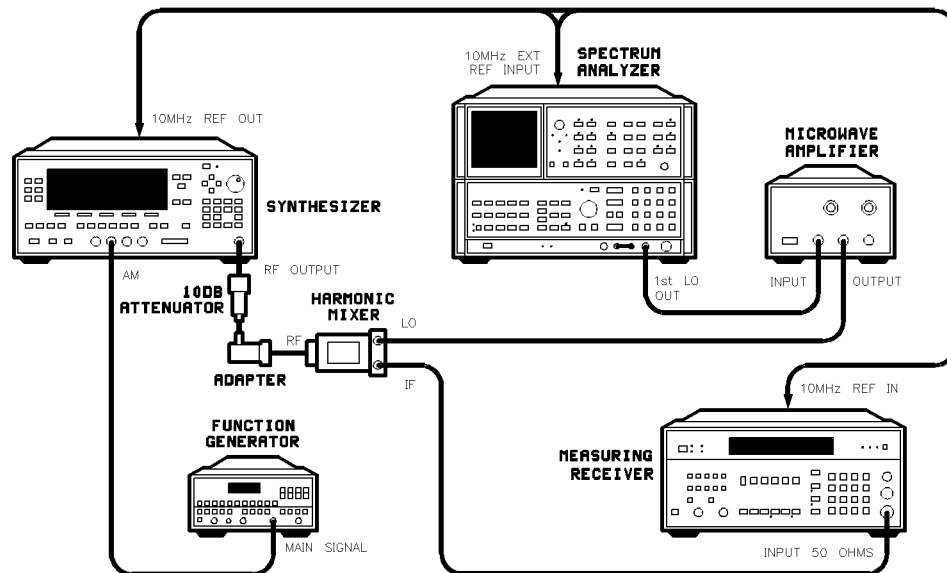 10MHz EXT
REF INPUT
SPECTRUM
ANALYZER
10MHz REF OUT
MICROWAVE
AMPLIFIER
SYNTHESIZER
AM
RF OUTPUT
1st LO
OUT
INPUT
OUTPUT
10DB
ATTENUATOR
HARMONIC
MIXER
LO
RF
ADAPTER
IF
10MHz REF IN
FUNCTION
GENERATOR
MEASURING
RECEIVER
MAIN SIGNAL
INPUT 50 OHMS